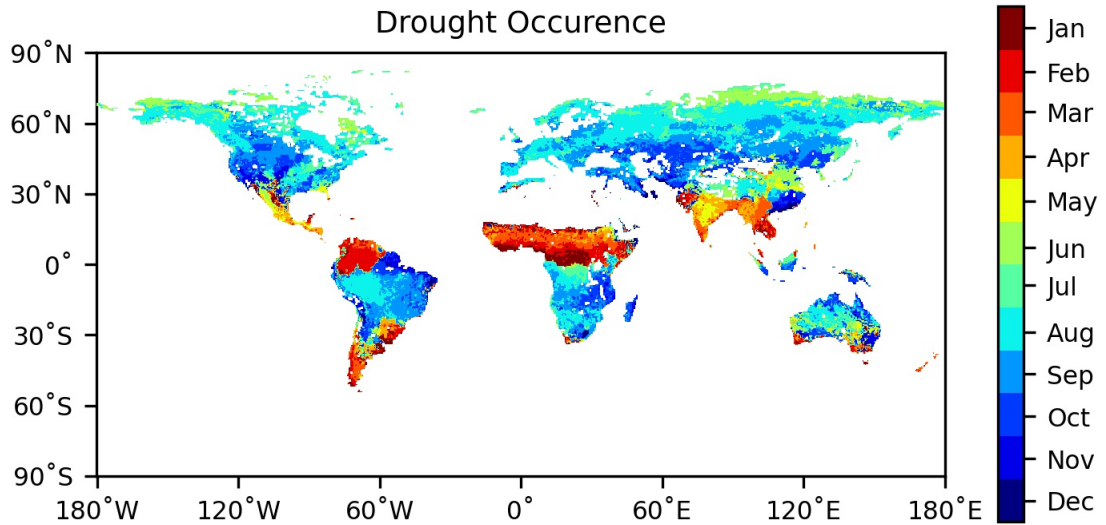 Drought Occurence
90˚N
60˚N
30˚N
0˚
30˚S
60˚S
90˚S
180˚W
120˚W
60˚W
0˚
60˚E
120˚E
180˚E
Jan
Feb
Mar
Apr
May
Jun
Jul
Aug
Sep
Oct
Nov
Dec